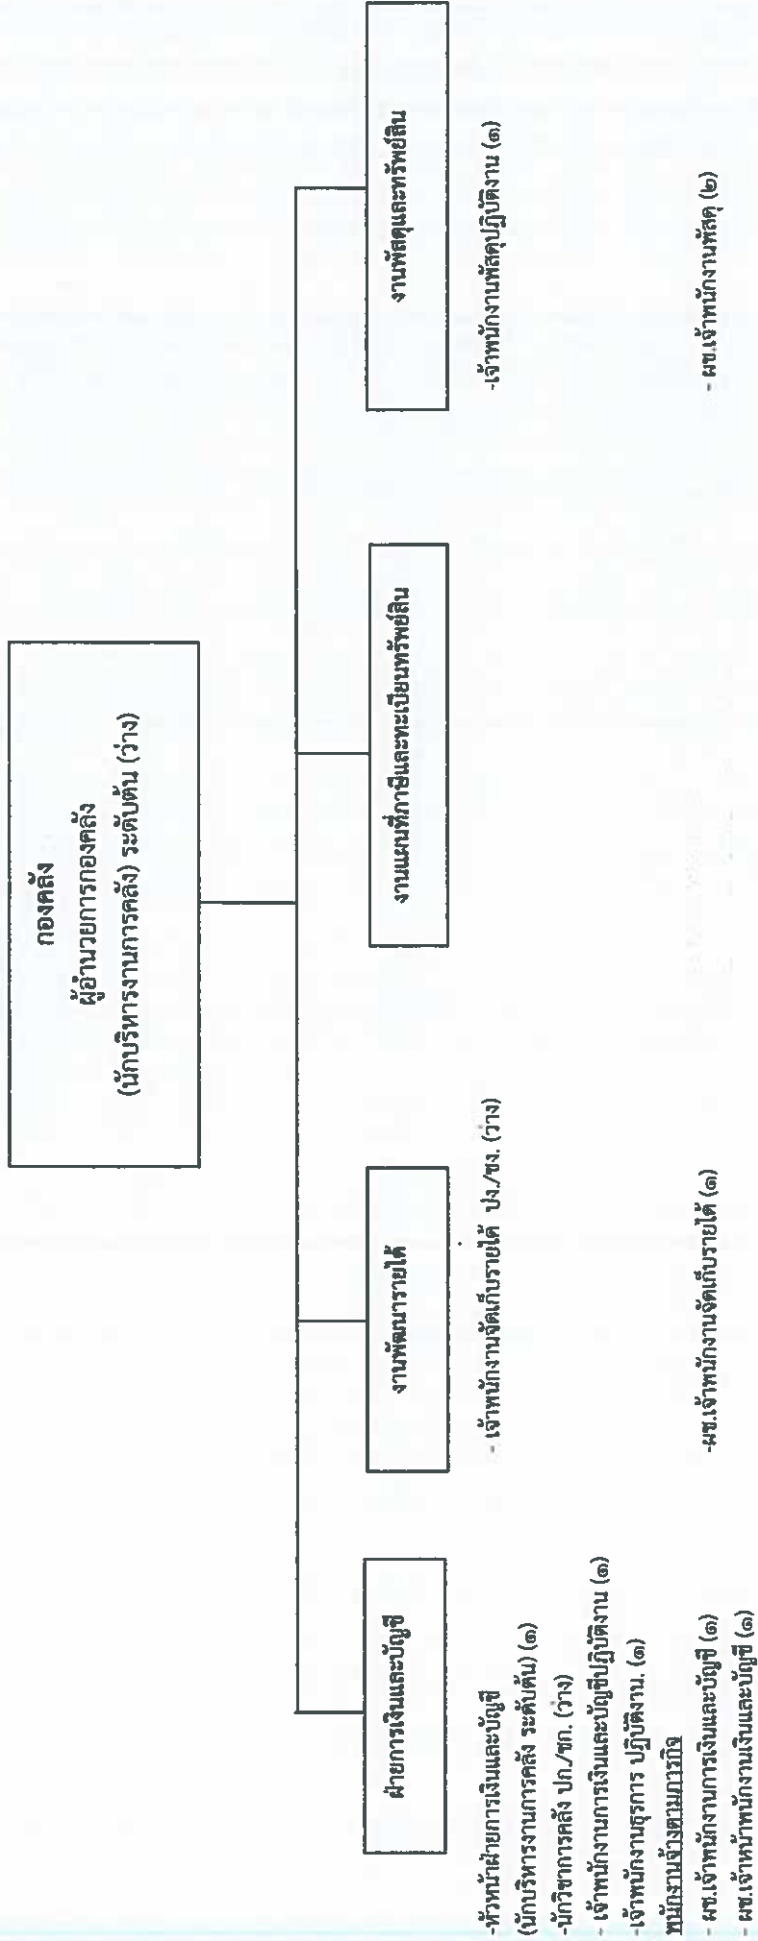 กองคลัง
ผู้อำนวยการกองคลัง
(นักบริหารงานการคลัง) ระดับต้น (ว่าง)
ฝ่ายการเงินและบัญชี
-หัวหน้าฝ่ายการเงินและบัญชี
(นักบริหารงานการคลัง ระดับต้น) (๑)
-นักวิชาการคลัง ปก./ชก. (ว่าง)
- เจ้าพนักงานการเงินและบัญชีปฏิบัติงาน (๑)
-เจ้าพนักงานธุรการ ปฏิบัติงาน. (๑)
พนักงานจ้างตามภารกิจ
- ผช.เจ้าพนักงานการเงินและบัญชี (๑)
- ผช.เจ้าหน้าพนักงานเงินและบัญชี (๑)
งานพัฒนารายได้
- เจ้าพนักงานจัดเก็บรายได้ ปง./ชง. (ว่าง)
-ผช.เจ้าพนักงานจัดเก็บรายได้ (๑)
งานแผนที่ภาษีและทะเบียนทรัพย์สิน
งานพัสดุและทรัพย์สิน
-เจ้าพนักงานพัสดุปฏิบัติงาน (๑)
- ผช.เจ้าพนักงานพัสดุ (๒)